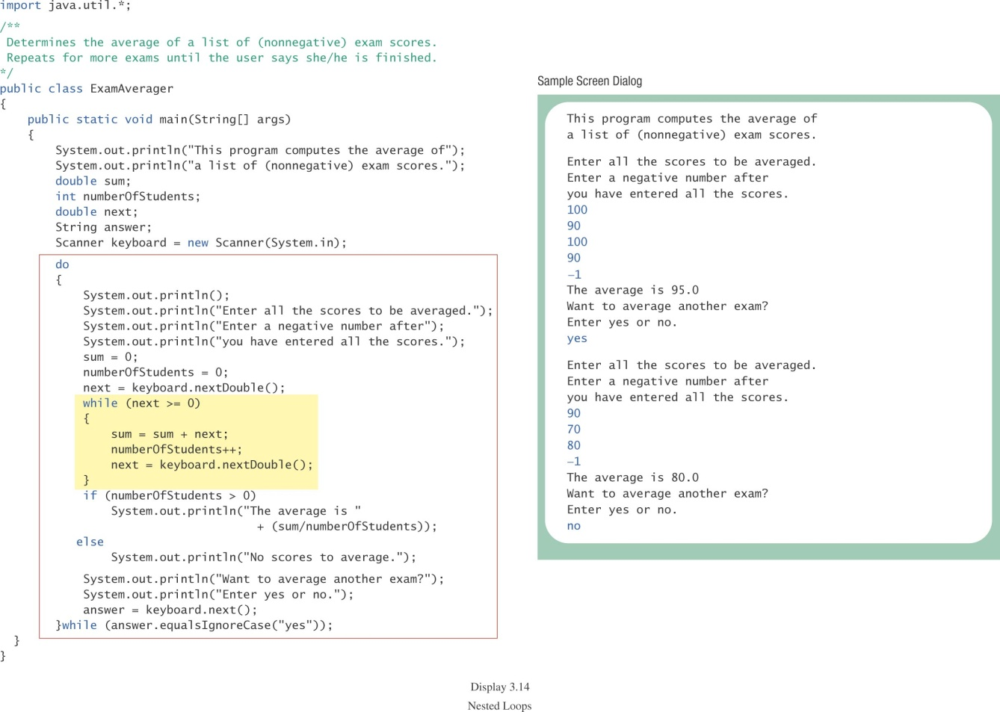 import java.util.*;
/**
 Determines the average of a list of (nonnegative) exam scores.
 Repeats for more exams until the user says she/he is finished.
*/
public class ExamAverager
{
    public static void main(String[] args)
    {
        System.out.println("This program computes the average of");
        System.out.println("a list of (nonnegative) exam scores.");
        double sum;
        int numberOfStudents;
        double next;
        String answer;
        Scanner keyboard = new Scanner(System.in);
        do
        {
            System.out.println();
            System.out.println("Enter all the scores to be averaged.");
            System.out.println("Enter a negative number after");
            System.out.println("you have entered all the scores.");
            sum = 0;
            numberOfStudents = 0;
            next = keyboard.nextDouble();
            while (next >= 0)
            {
                sum = sum + next;
                numberOfStudents++;
                next = keyboard.nextDouble();
            }
            if (numberOfStudents > 0)
                System.out.println("The average is "
                                     + (sum/numberOfStudents));
           else
                System.out.println("No scores to average.");
            System.out.println("Want to average another exam?");
            System.out.println("Enter yes or no.");
            answer = keyboard.next();
        }while (answer.equalsIgnoreCase("yes"));
  }
}
Sample Screen Dialog
This program computes the average of
a list of (nonnegative) exam scores.
Enter all the scores to be averaged.
Enter a negative number after
you have entered all the scores.
100
90
100
90
−1
The average is 95.0
Want to average another exam?
Enter yes or no.
yes
Enter all the scores to be averaged.
Enter a negative number after
you have entered all the scores.
90
70
80
−1
The average is 80.0
Want to average another exam?
Enter yes or no.
no
Display 3.14
Nested Loops